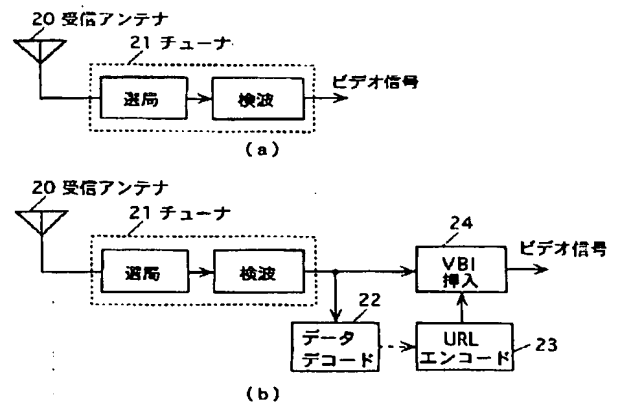 20 受信アンテナ
21 チューナ
選局
検波
ビデオ信号
(a)
20 受信アンテナ
21 チューナ
選局
検波
24
VBI
挿入
ビデオ信号
22
データ
デコード
URL
エンコード
23
(b)